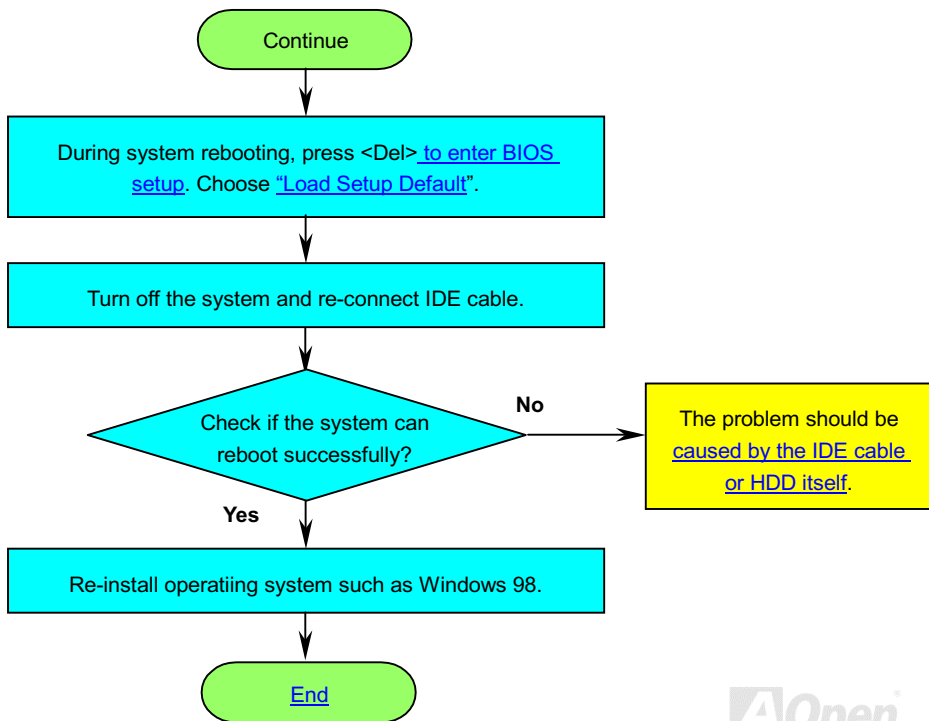 Continue
During system rebooting, press <Del> to enter BIOS
setup. Choose “Load Setup Default”.
Turn off the system and re-connect IDE cable.
Check if the system can
reboot successfully?
No
The problem should be
caused by the IDE cable
or HDD itself.
Yes
Re-install operatiing system such as Windows 98.
End
AOpen®